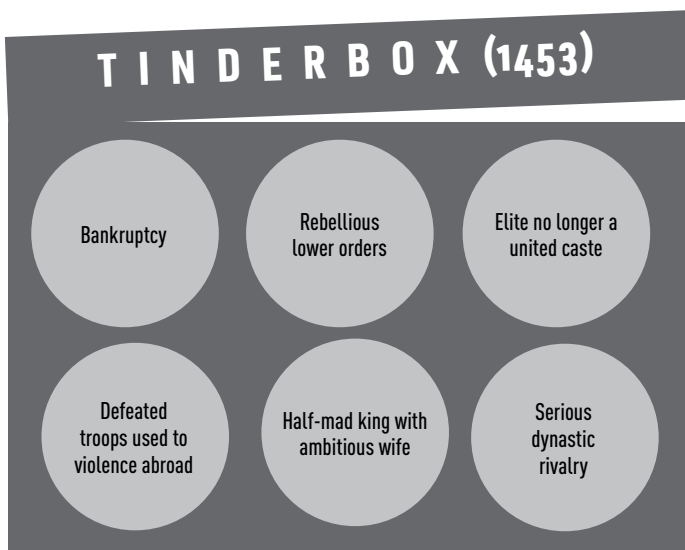 TINDERBOX (1453)
Bankruptcy
Rebellious
lower orders
Elite no longer a
united caste
Defeated
troops used to
violence abroad
Half-mad king with
ambitious wife
Serious
dynastic
rivalry